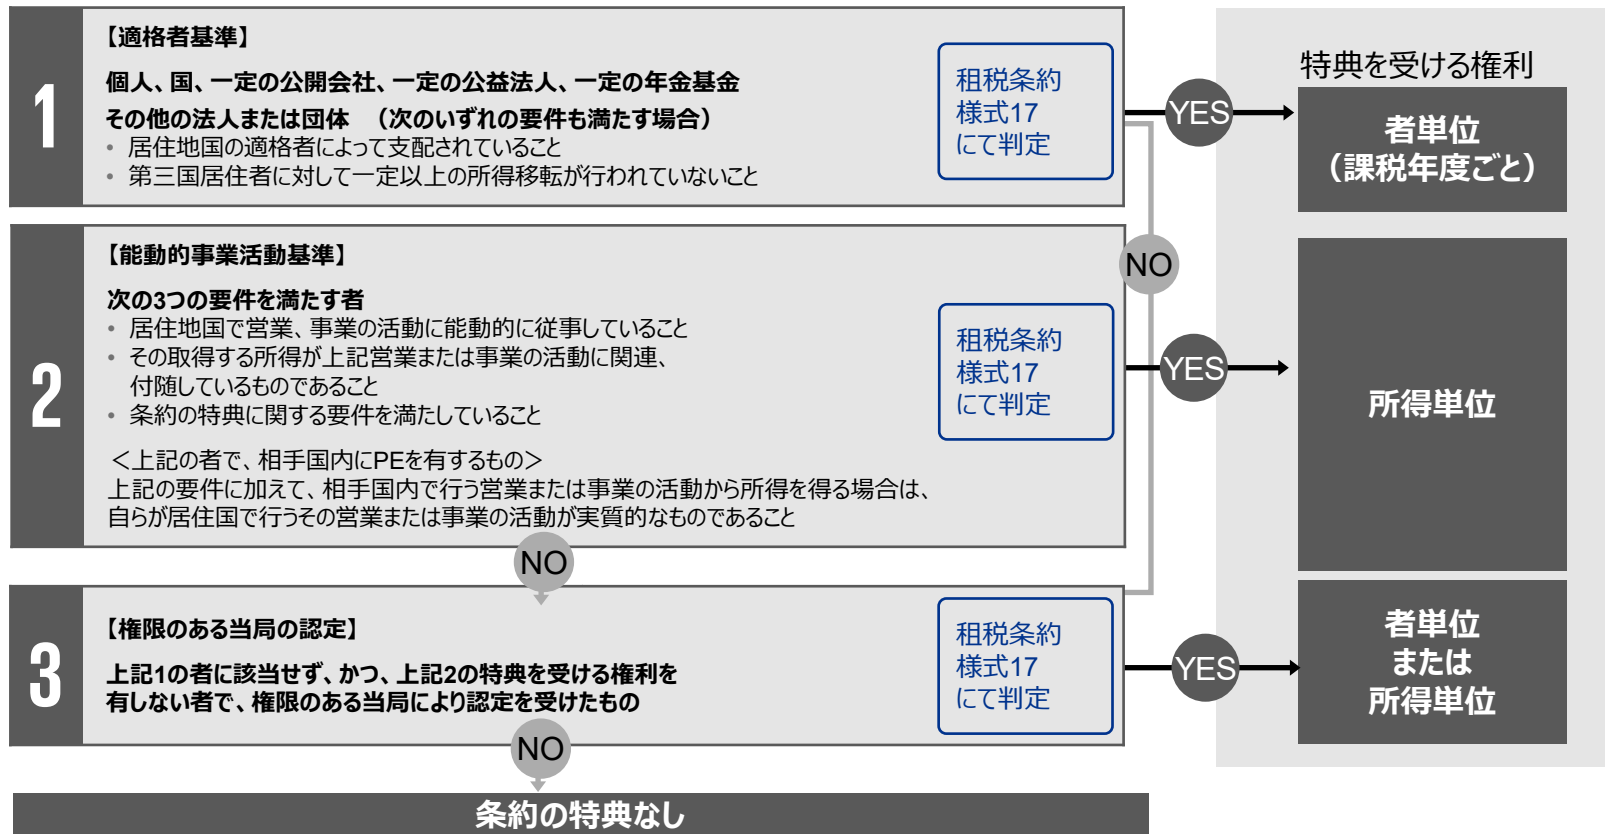 1
【適格者基準】
個人、国、一定の公開会社、一定の公益法人、一定の年金基金
その他の法人または団体　（次のいずれの要件も満たす場合）
• 居住地国の適格者によって支配されていること
• 第三国居住者に対して一定以上の所得移転が行われていないこと
租税条約
様式17
にて判定
YES
特典を受ける権利
者単位
（課税年度ごと）
NO
2
【能動的事業活動基準】
次の3つの要件を満たす者
• 居住地国で営業、事業の活動に能動的に従事していること
• その取得する所得が上記営業または事業の活動に関連、
付随しているものであること
• 条約の特典に関する要件を満たしていること
＜上記の者で、相手国内にPEを有するもの＞
上記の要件に加えて、相手国内で行う営業または事業の活動から所得を得る場合は、
自らが居住国で行うその営業または事業の活動が実質的なものであること
租税条約
様式17
にて判定
YES
所得単位
NO
3
【権限のある当局の認定】
上記1の者に該当せず、かつ、上記2の特典を受ける権利を
有しない者で、権限のある当局により認定を受けたもの
租税条約
様式17
にて判定
YES
者単位
または
所得単位
NO
条約の特典なし